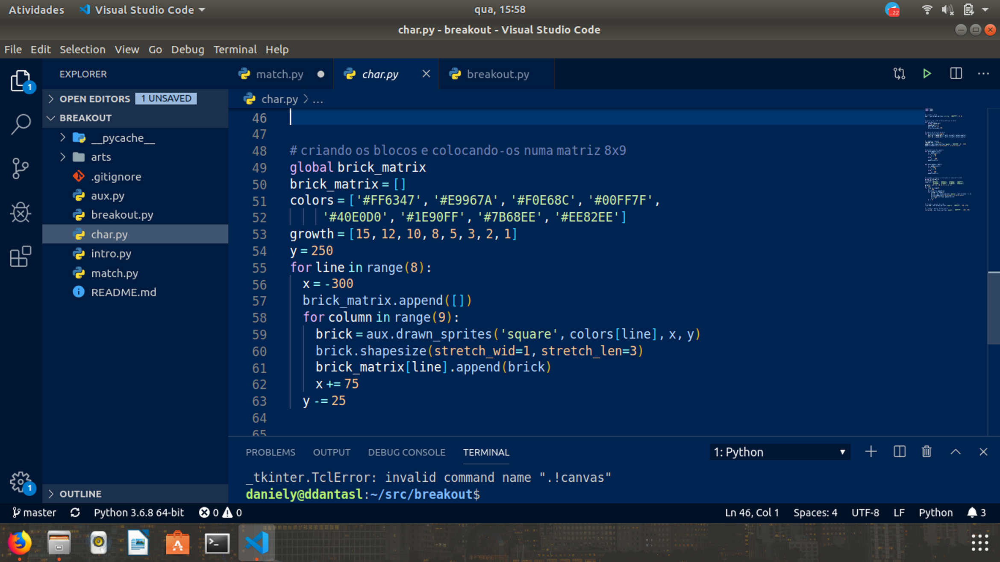 Atividades Visual Studio Code qua, 15:58 22
char.py - breakout - Visual Studio Code
File Edit Selection View Go Debug Terminal Help
EXPLORER
1
match.py char.py breakout.py
OPEN EDITORS 1 UNSAVED
char.py > ...
BREAKOUT
__pycache__
arts
.gitignore
aux.py
breakout.py
char.py
intro.py
match.py
README.md
46
47
48 # criando os blocos e colocando-os numa matriz 8x9
49 global brick_matrix
50 brick_matrix = []
51 colors = ['#FF6347', '#E9967A', '#F0E68C', '#00FF7F',
52 '#40E0D0', '#1E90FF', '#7B68EE', '#EE82EE']
53 growth = [15, 12, 10, 8, 5, 3, 2, 1]
54 y = 250
55 for line in range(8):
56 x = -300
57 brick_matrix.append([])
58 for column in range(9):
59 brick = aux.drawn_sprites('square', colors[line], x, y)
60 brick.shapesize(stretch_wid=1, stretch_len=3)
61 brick_matrix[line].append(brick)
62 x += 75
63 y -= 25
64
65
PROBLEMS OUTPUT DEBUG CONSOLE TERMINAL 1: Python
_tkinter.TclError: invalid command name ".!canvas"
daniely@ddantasl:~/src/breakout$
1
OUTLINE
master Python 3.6.8 64-bit 0 0 Ln 46, Col 1 Spaces: 4 UTF-8 LF Python 3